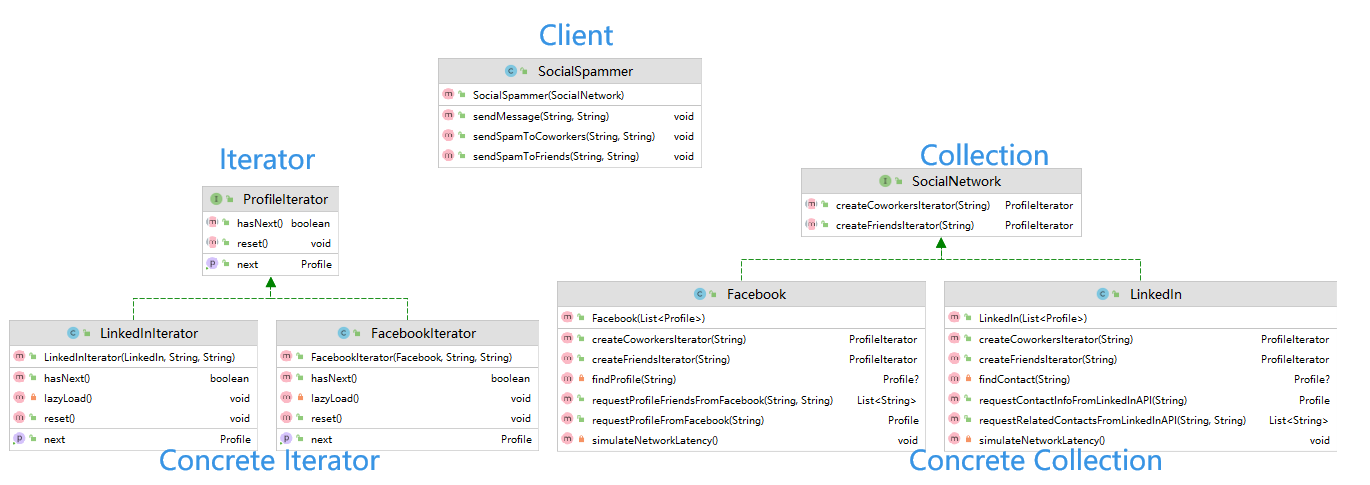 Client
SocialSpammer
SocialSpammer(SocialNetwork)
sendMessage(String, String) void
sendSpamToCoworkers(String, String) void
sendSpamToFriends(String, String) void
Iterator
ProfileIterator
hasNext() boolean
reset() void
next Profile
Collection
SocialNetwork
createCoworkersIterator(String) ProfileIterator
createFriendsIterator(String) ProfileIterator
LinkedInIterator
LinkedInIterator(LinkedIn, String, String)
hasNext() boolean
lazyLoad() void
reset() void
next Profile
FacebookIterator
FacebookIterator(Facebook, String, String)
hasNext() boolean
lazyLoad() void
reset() void
next Profile
Concrete Iterator
Facebook
Facebook(List<Profile>)
createCoworkersIterator(String) ProfileIterator
createFriendsIterator(String) ProfileIterator
findProfile(String) Profile?
requestProfileFriendsFromFacebook(String, String) List<String>
requestProfileFromFacebook(String) Profile
simulateNetworkLatency() void
LinkedIn
LinkedIn(List<Profile>)
createCoworkersIterator(String) ProfileIterator
createFriendsIterator(String) ProfileIterator
findContact(String) Profile?
requestContactInfoFromLinkedInAPI(String) Profile
requestRelatedContactsFromLinkedInAPI(String, String) List<String>
simulateNetworkLatency() void
Concrete Collection